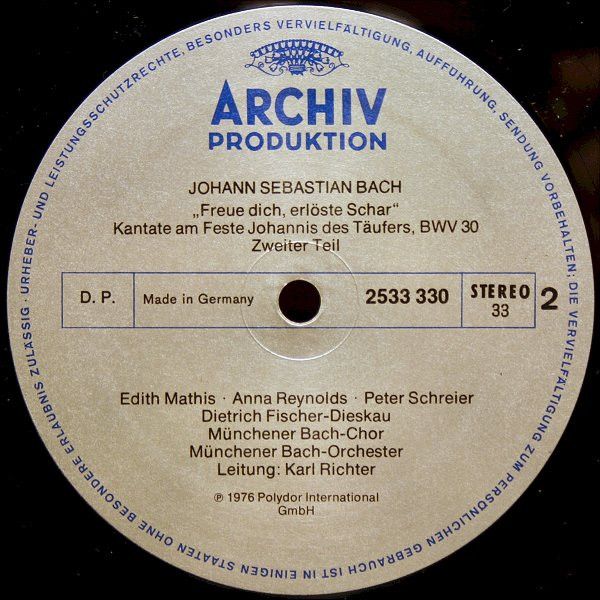 URHEBER- UND LEISTUNGSSCHUTZRECHTE, BESONDERS VERVIELFÄLTIGUNG, AUFFÜHRUNG, SENDUNG VORBEHALTEN; DIE VERVIELFÄLTIGUNG ZUM PERSÖNLICHEN GEBRAUCH IST IN EINIGEN STAATEN OHNE BESONDERE ERLAUBNIS ZULÄSSIG ·
ARCHIV
PRODUKTION
JOHANN SEBASTIAN BACH
„Freue dich, erlöste Schar“
Kantate am Feste Johannis des Täufers, BWV 30
Zweiter Teil
D. P. Made in Germany 2533 330 STEREO 2
33
Edith Mathis · Anna Reynolds · Peter Schreier
Dietrich Fischer-Dieskau
Münchener Bach-Chor
Münchener Bach-Orchester
Leitung: Karl Richter
℗ 1976 Polydor International
GmbH